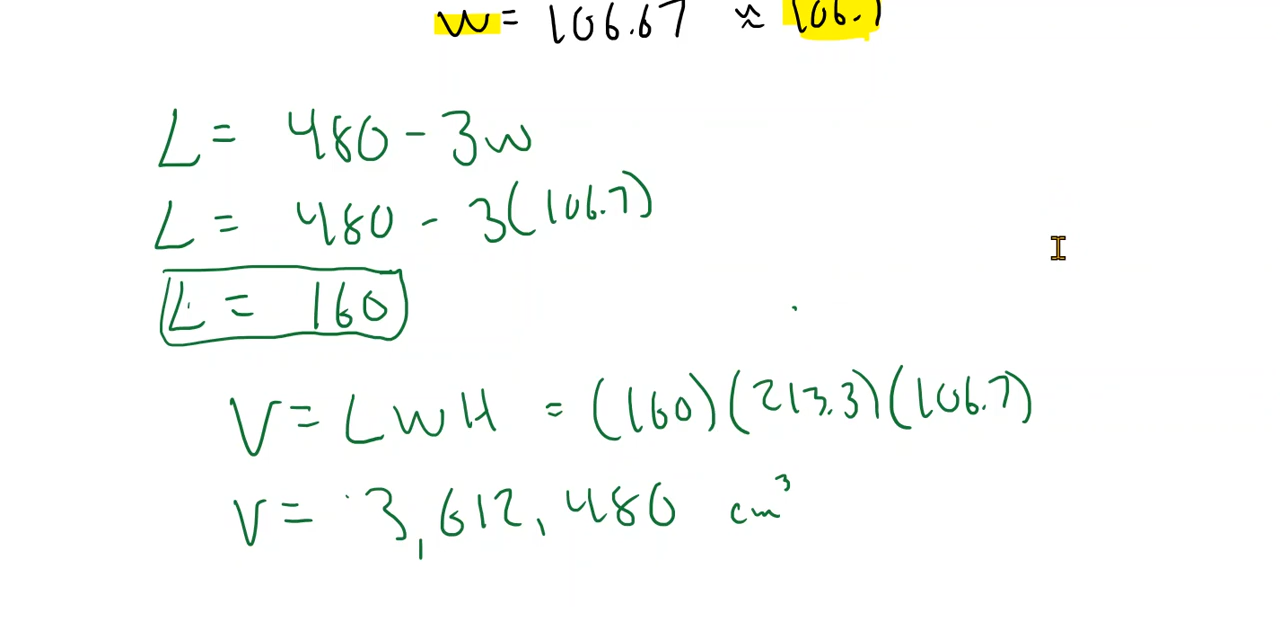 w = 106.67 ≈ 106.7
L = 480 - 3w
L = 480 - 3(106.7)
L = 160
V = LWH = (160)(213.3)(106.7)
V = 3,612,480 cm³